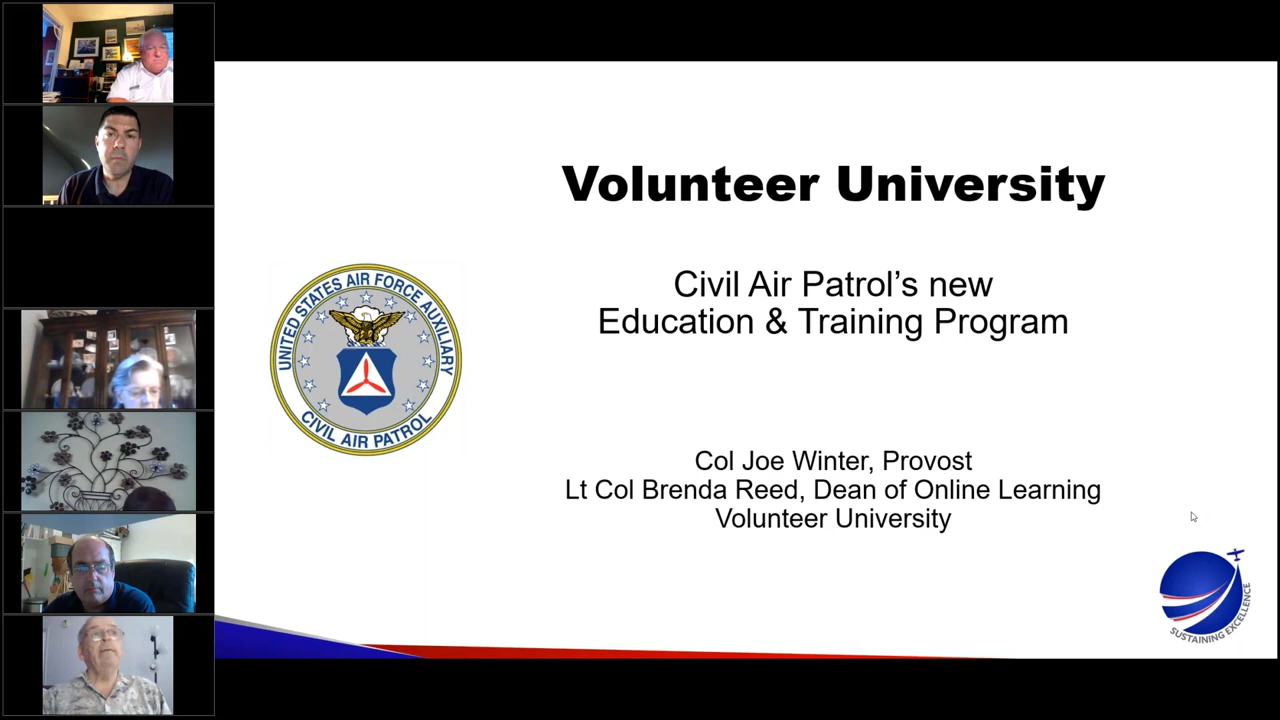 Volunteer University
Civil Air Patrol’s new
Education & Training Program
UNITED STATES AIR FORCE AUXILIARY
CIVIL AIR PATROL
Col Joe Winter, Provost
Lt Col Brenda Reed, Dean of Online Learning
Volunteer University
SUSTAINING EXCELLENCE